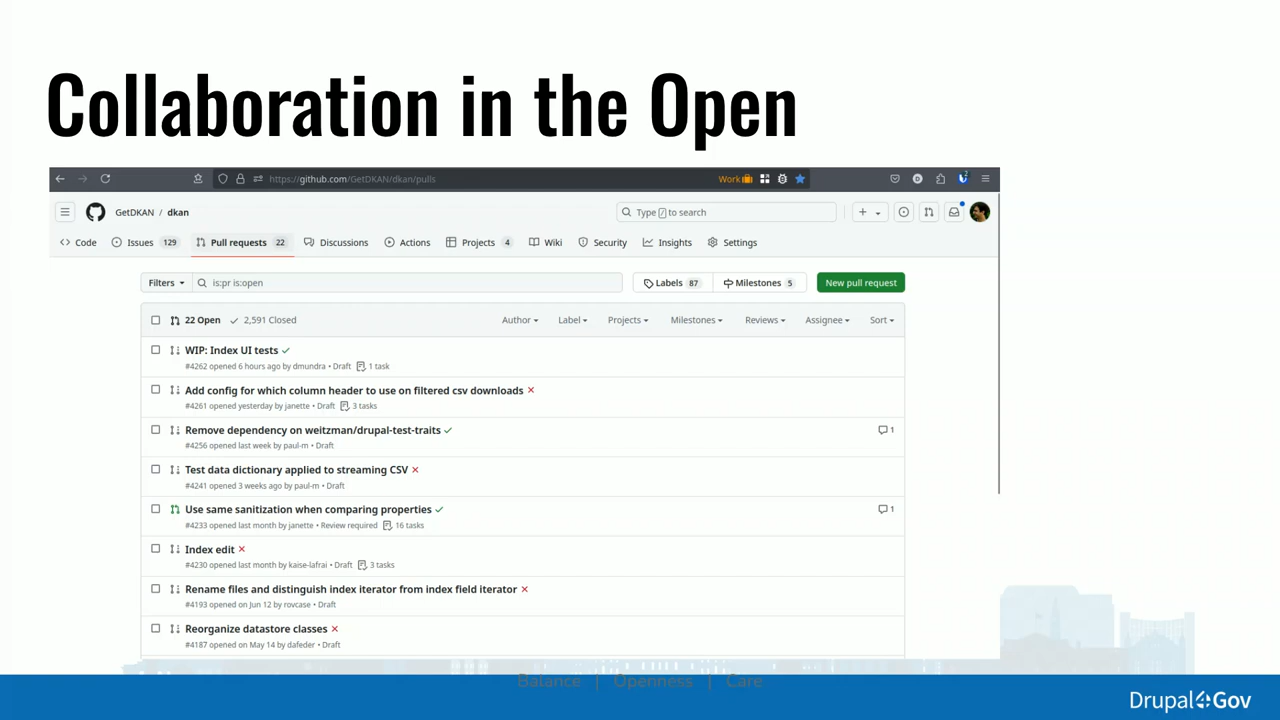 Collaboration in the Open
https://github.com/GetDKAN/dkan/pulls
Work
GetDKAN / dkan
Type / to search
Code
Issues 129
Pull requests 22
Discussions
Actions
Projects 4
Wiki
Security
Insights
Settings
Filters
is:pr is:open
Labels 87
Milestones 5
New pull request
22 Open 2,591 Closed
Author Label Projects Milestones Reviews Assignee Sort
WIP: Index UI tests
#4262 opened 6 hours ago by dmundra • Draft 1 task
Add config for which column header to use on filtered csv downloads
#4261 opened yesterday by janette • Draft 3 tasks
Remove dependency on weitzman/drupal-test-traits
1
#4256 opened last week by paul-m • Draft
Test data dictionary applied to streaming CSV
#4241 opened 3 weeks ago by paul-m • Draft
Use same sanitization when comparing properties
1
#4233 opened last month by janette • Review required 16 tasks
Index edit
#4230 opened last month by kaise-lafrai • Draft 3 tasks
Rename files and distinguish index iterator from index field iterator
#4193 opened on Jun 12 by rovcase • Draft
Reorganize datastore classes
#4187 opened on May 14 by dafeder • Draft
Balance | Openness | Care
Drupal4Gov